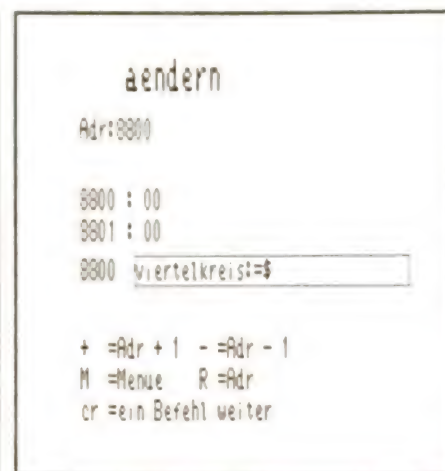 aendern
Adr:8800
8800 : 00
8801 : 00
8800 viertelkreis:=$
+ =Adr + 1 - =Adr - 1
M =Menue R =Adr
cr =ein Befehl weiter